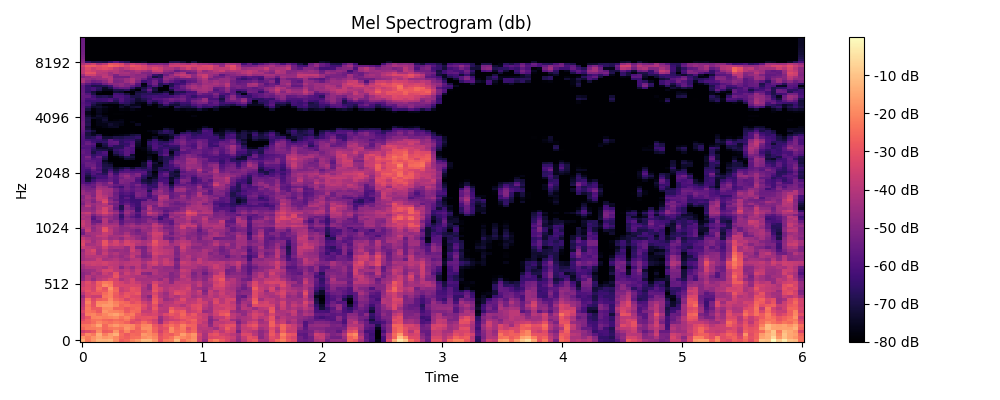 Mel Spectrogram (db)
Hz
8192
4096
2048
1024
512
0
0 1 2 3 4 5 6
Time
-10 dB
-20 dB
-30 dB
-40 dB
-50 dB
-60 dB
-70 dB
-80 dB